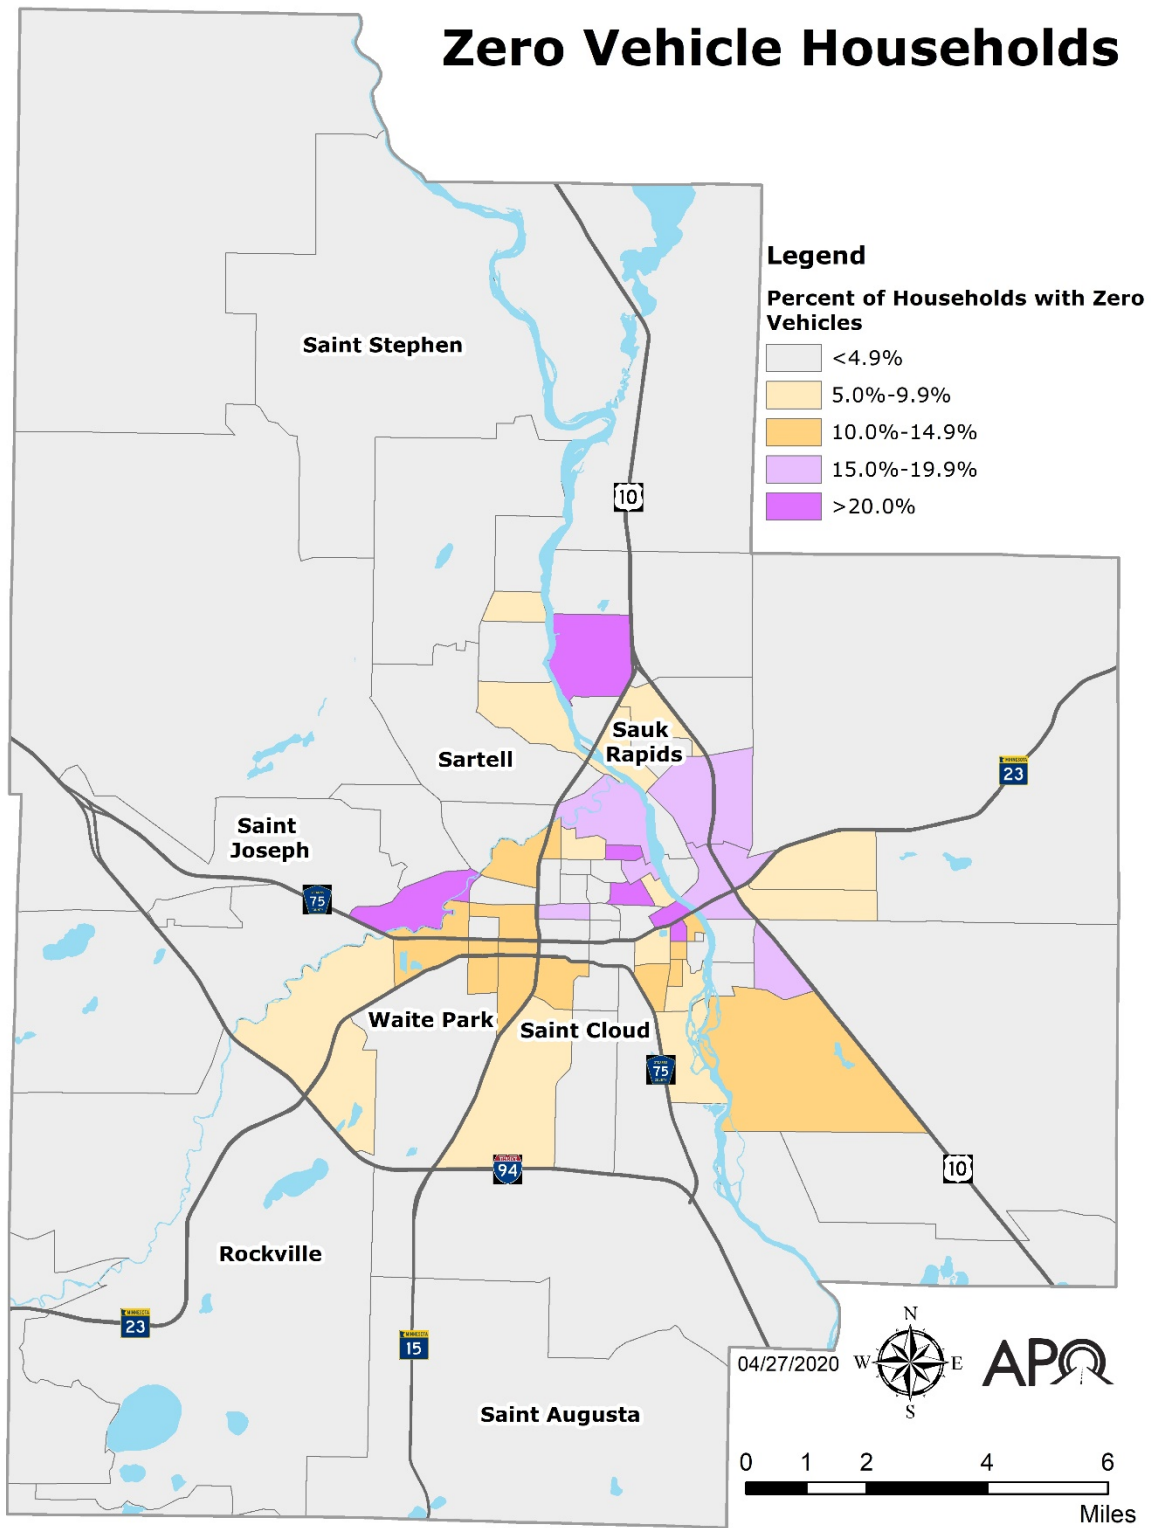 Zero Vehicle Households
Legend
Percent of Households with Zero
Vehicles
<4.9%
5.0%-9.9%
10.0%-14.9%
15.0%-19.9%
>20.0%
Saint Stephen
10
Sauk
Rapids
Sartell
MINNESOTA
23
Saint
Joseph
75
Waite Park
Saint Cloud
75
94
10
Rockville
MINNESOTA
23
MINNESOTA
15
Saint Augusta
04/27/2020
N
W
E
S
APO
0 1 2 4 6
Miles